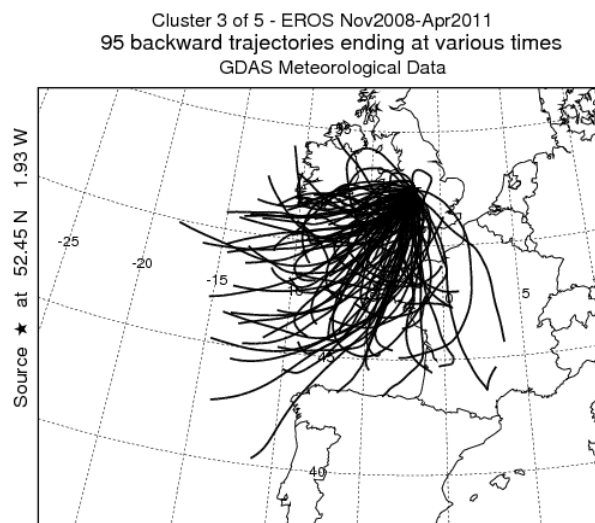 Cluster 3 of 5 - EROS Nov2008-Apr2011
95 backward trajectories ending at various times
GDAS Meteorological Data
Source ★ at 52.45 N 1.93 W
-25
-20
-15
5
40